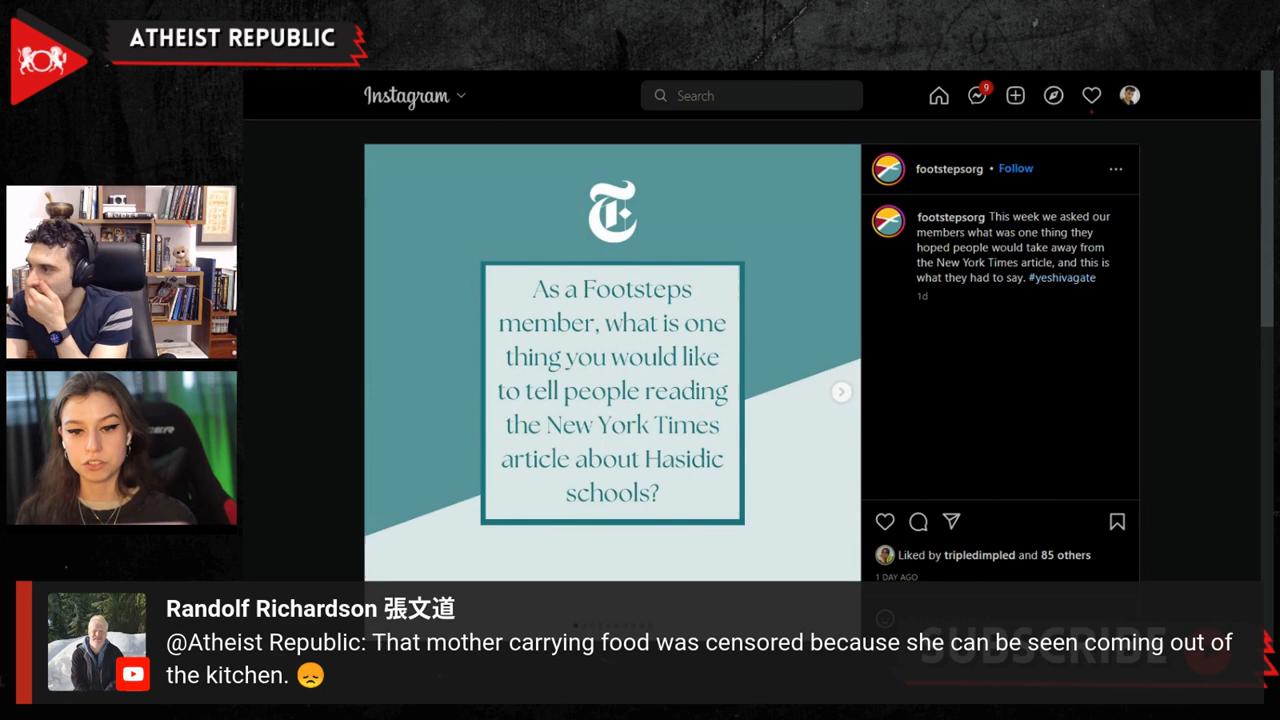 ATHEIST REPUBLIC
Instagram
Search
9
footstepsorg • Follow
footstepsorg This week we asked our
members what was one thing they
hoped people would take away from
the New York Times article, and this is
what they had to say. #yeshivagate
1d
T
As a Footsteps
member, what is one
thing you would like
to tell people reading
the New York Times
article about Hasidic
schools?
Liked by tripledimpled and 85 others
1 DAY AGO
SUBSCRIBE
Randolf Richardson 張文道
@Atheist Republic: That mother carrying food was censored because she can be seen coming out of
the kitchen. 😞